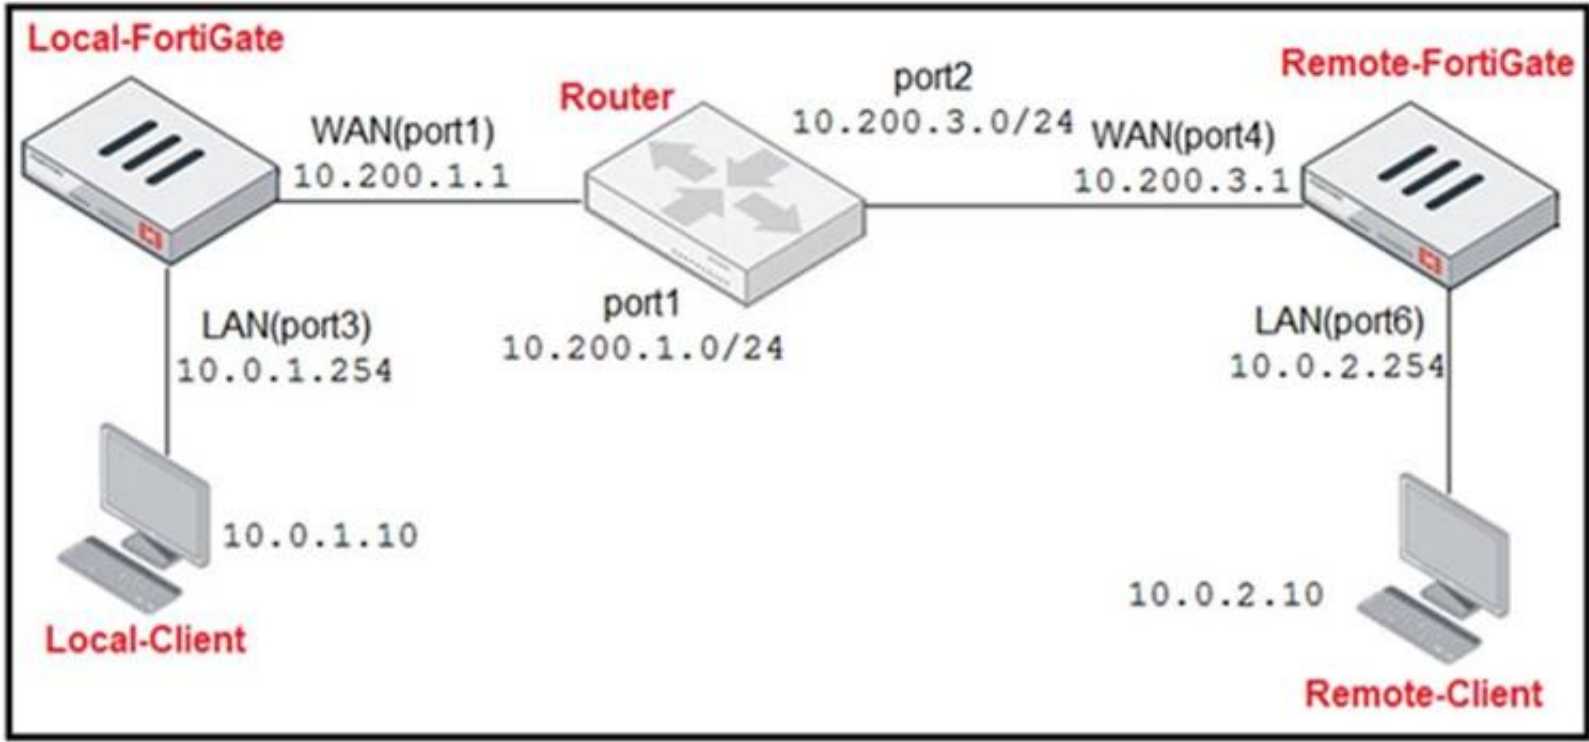 Local-FortiGate
WAN(port1)
10.200.1.1
Router
port2
10.200.3.0/24
WAN(port4)
10.200.3.1
Remote-FortiGate
LAN(port3)
10.0.1.254
port1
10.200.1.0/24
LAN(port6)
10.0.2.254
10.0.1.10
Local-Client
10.0.2.10
Remote-Client